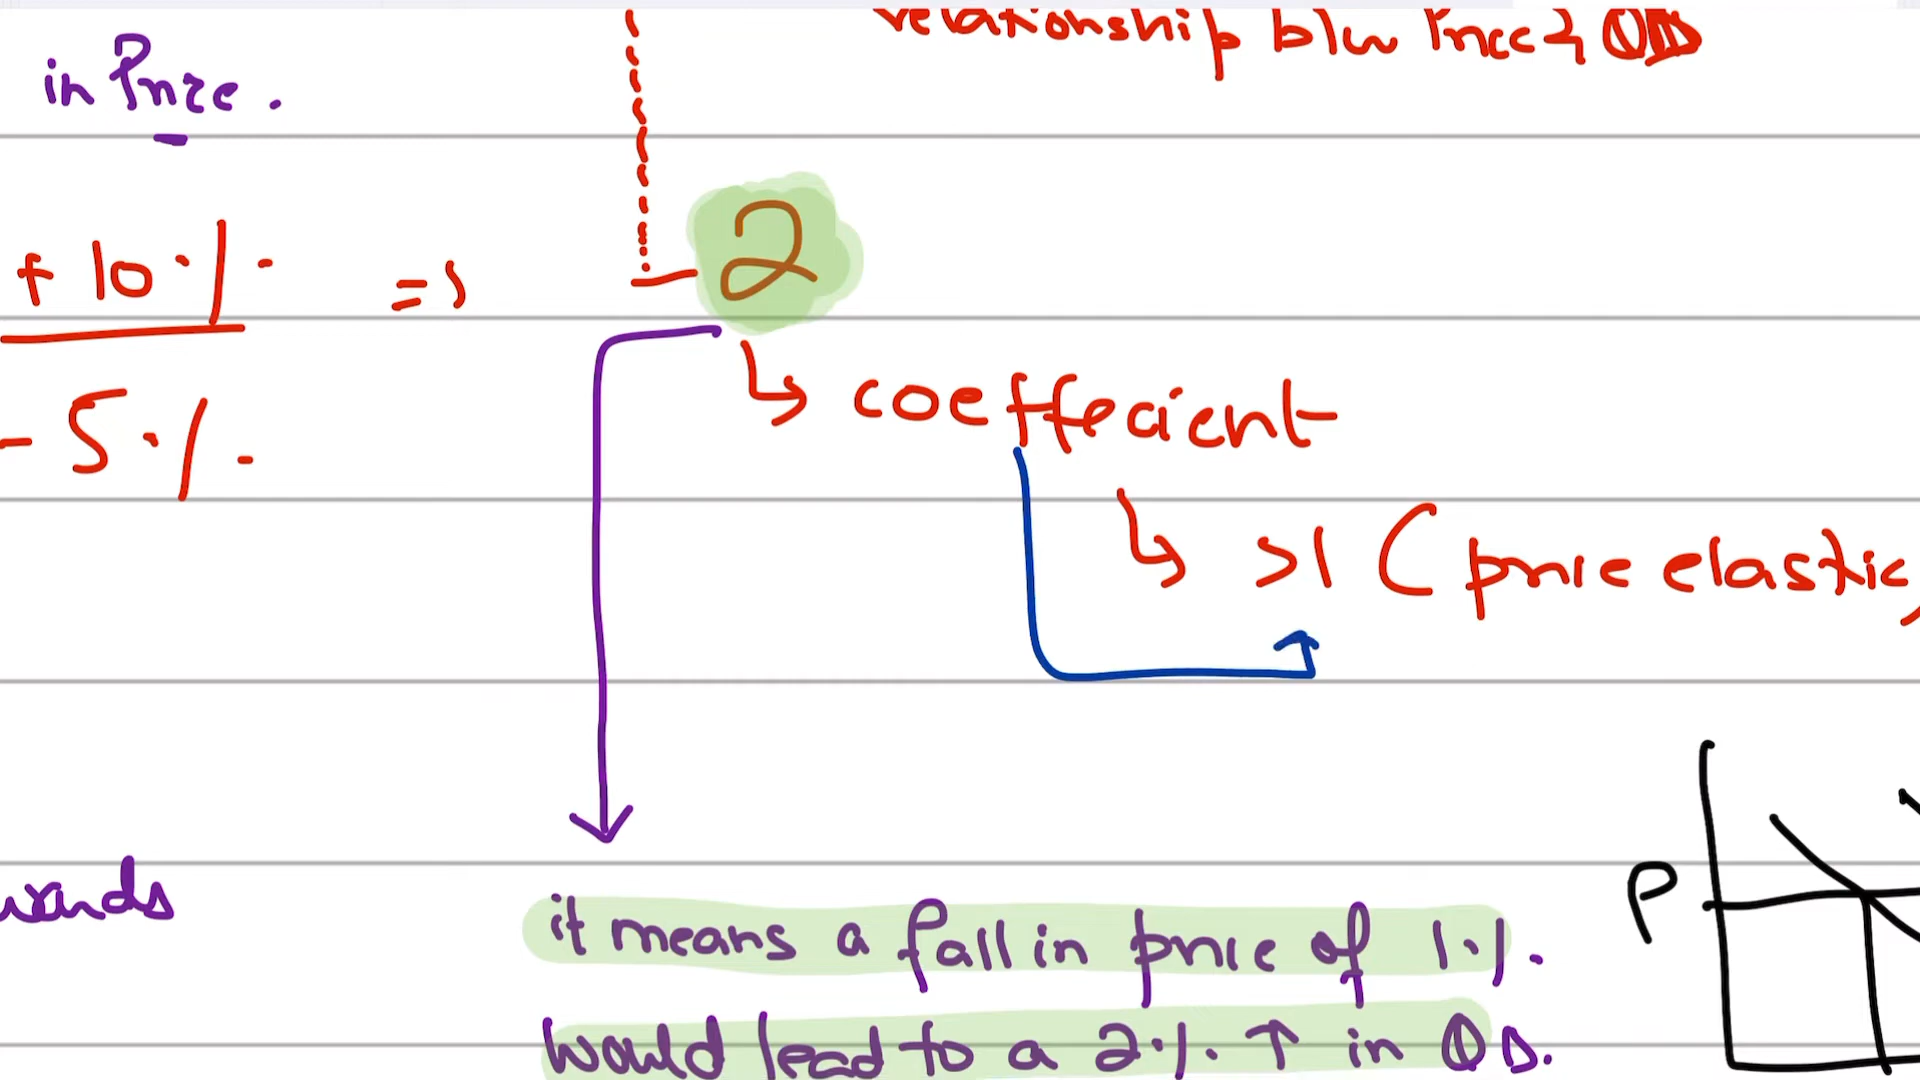 relationship b/w Price & QD
in Price.
+ 10% => - 2
- 5%
↳ coeffecient
↳ >1 (price elastic)
P
it means a fall in price of 1%.
would lead to a 2% ↑ in QD.